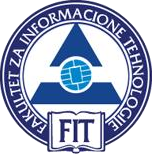 FAKULTET ZA INFORMACIONE TEHNOLOGIJE
FIT